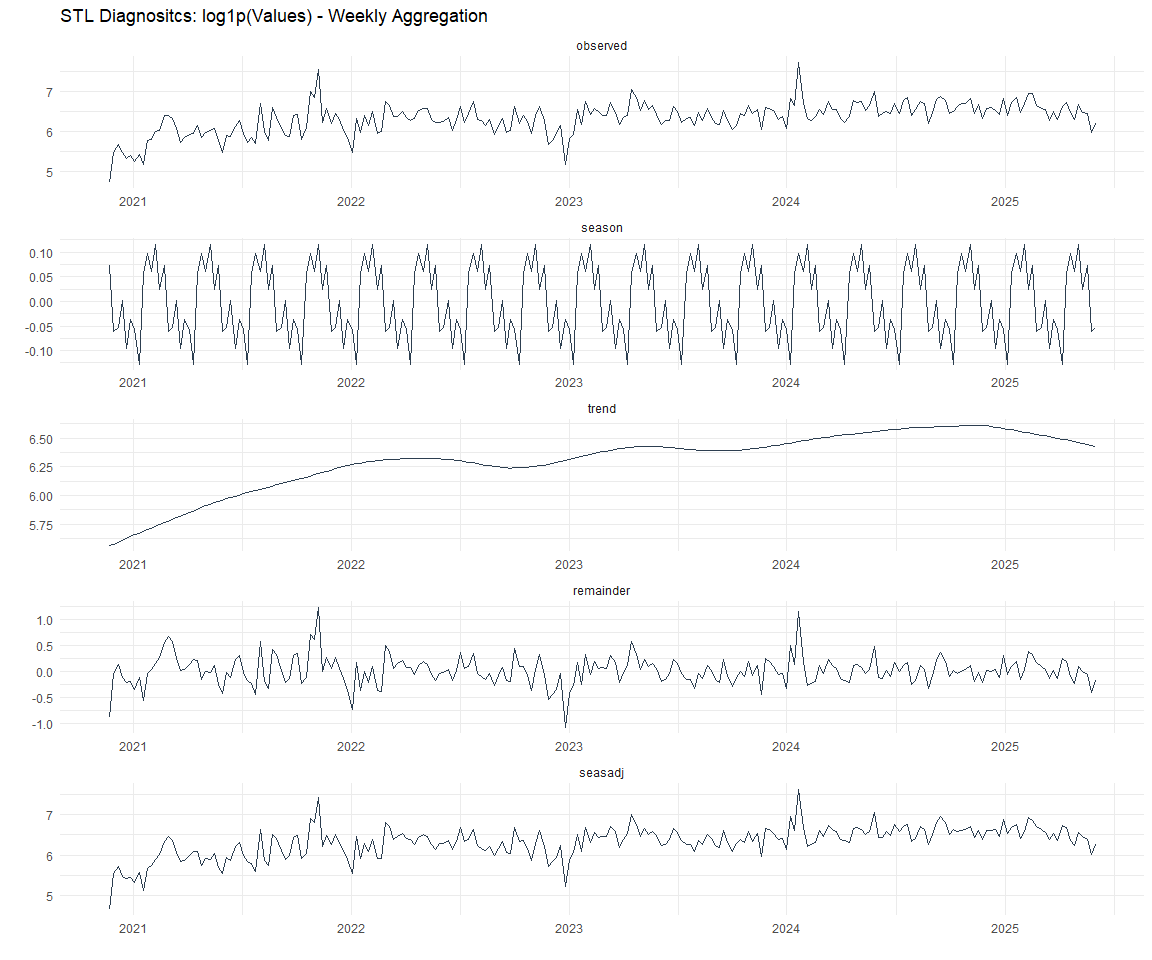 STL Diagnositcs: log1p(Values) - Weekly Aggregation
observed
7
6
5
2021 2022 2023 2024 2025
season
0.10
0.05
0.00
-0.05
-0.10
2021 2022 2023 2024 2025
trend
6.50
6.25
6.00
5.75
2021 2022 2023 2024 2025
remainder
1.0
0.5
0.0
-0.5
-1.0
2021 2022 2023 2024 2025
seasadj
7
6
5
2021 2022 2023 2024 2025